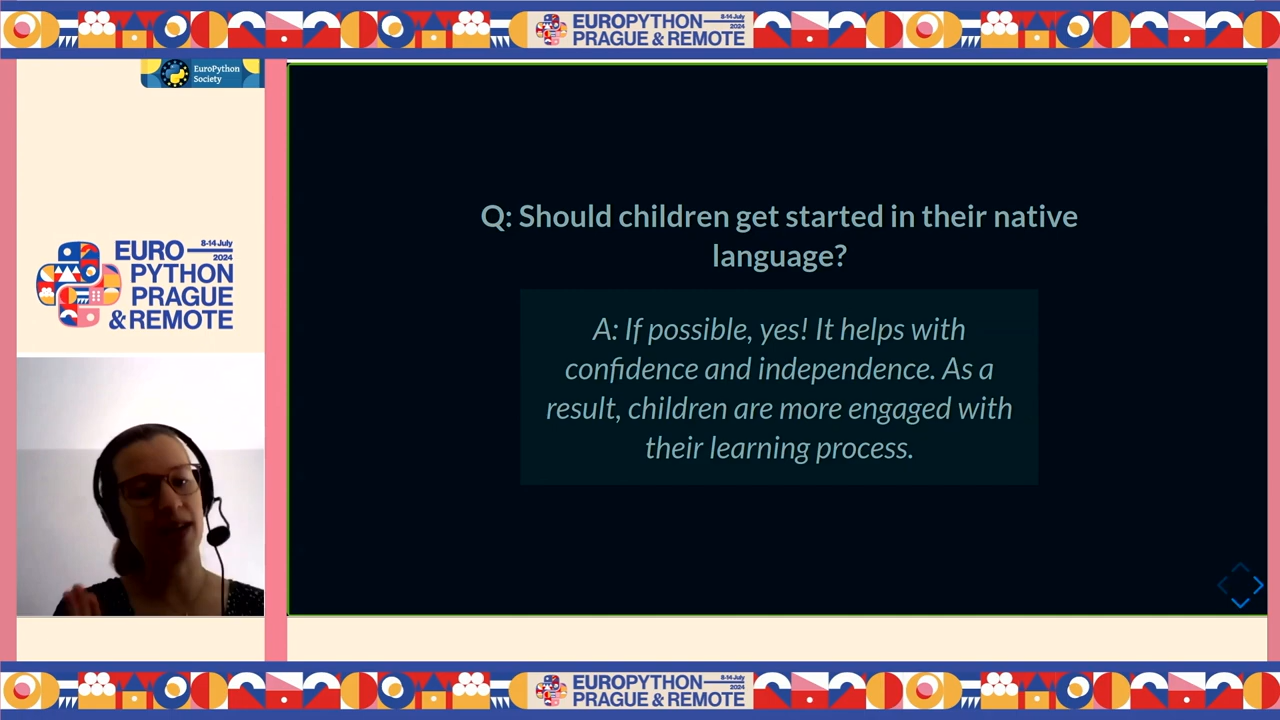 EUROPYTHON
8-14 July
2024
PRAGUE & REMOTE
EuroPython
Society
EURO
8-14 July
2024
PYTHON
PRAGUE
& REMOTE
Q: Should children get started in their native
language?
A: If possible, yes! It helps with
confidence and independence. As a
result, children are more engaged with
their learning process.
EUROPYTHON
8-14 July
2024
PRAGUE & REMOTE